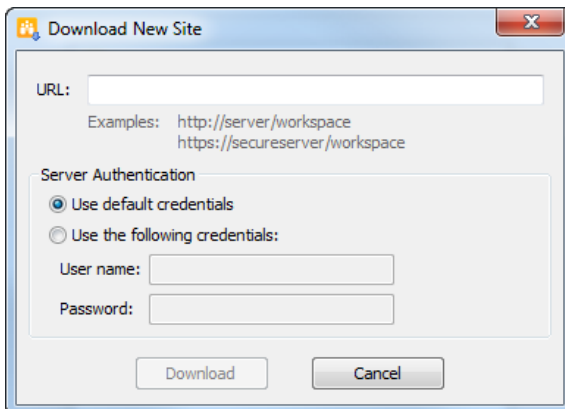 Download New Site
URL:
Examples: http://server/workspace
https://secureserver/workspace
Server Authentication
Use default credentials
Use the following credentials:
User name:
Password:
Download Cancel